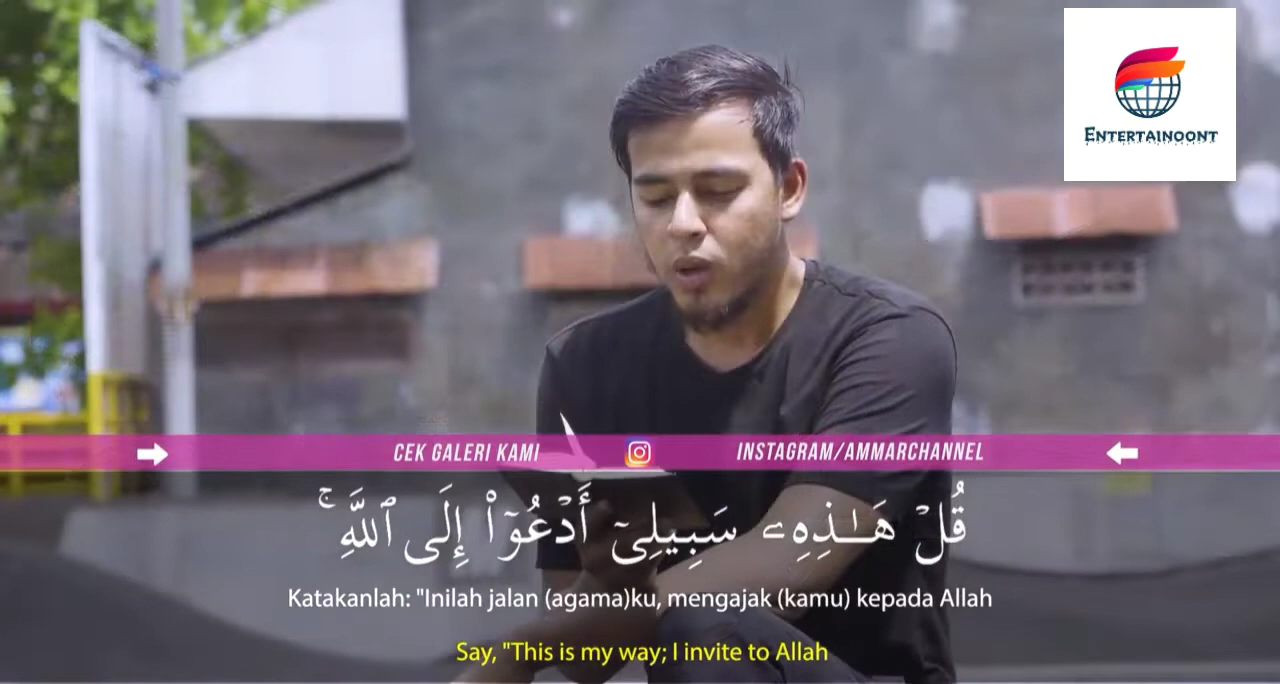 ENTERTAINOONT
CEK GALERI KAMI
INSTAGRAM/AMMARCHANNEL
قُلْ هَـٰذِهِۦ سَبِيلِىٓ أَدْعُوٓا۟ إِلَى ٱللَّهِ ۚ
Katakanlah: "Inilah jalan (agama)ku, mengajak (kamu) kepada Allah
Say, "This is my way; I invite to Allah